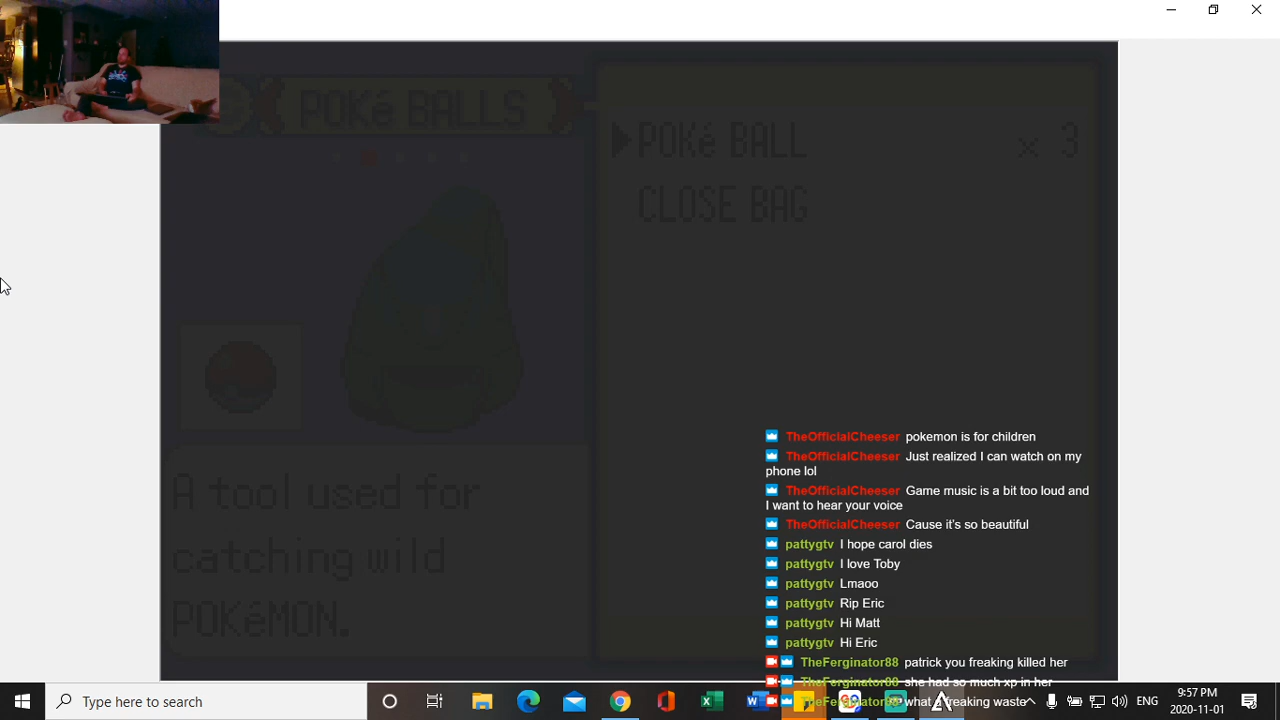 POKé BALLS
POKé BALL x 3
CLOSE BAG
A tool used for
catching wild
POKéMON.
TheOfficialCheeser pokemon is for children
TheOfficialCheeser Just realized I can watch on my
phone lol
TheOfficialCheeser Game music is a bit too loud and
I want to hear your voice
TheOfficialCheeser Cause it's so beautiful
pattygtv I hope carol dies
pattygtv I love Toby
pattygtv Lmaoo
pattygtv Rip Eric
pattygtv Hi Matt
pattygtv Hi Eric
TheFerginator88 patrick you freaking killed her
TheFerginator88 she had so much xp in her
what a freaking waste
Type here to search
ENG
9:57 PM
2020-11-01